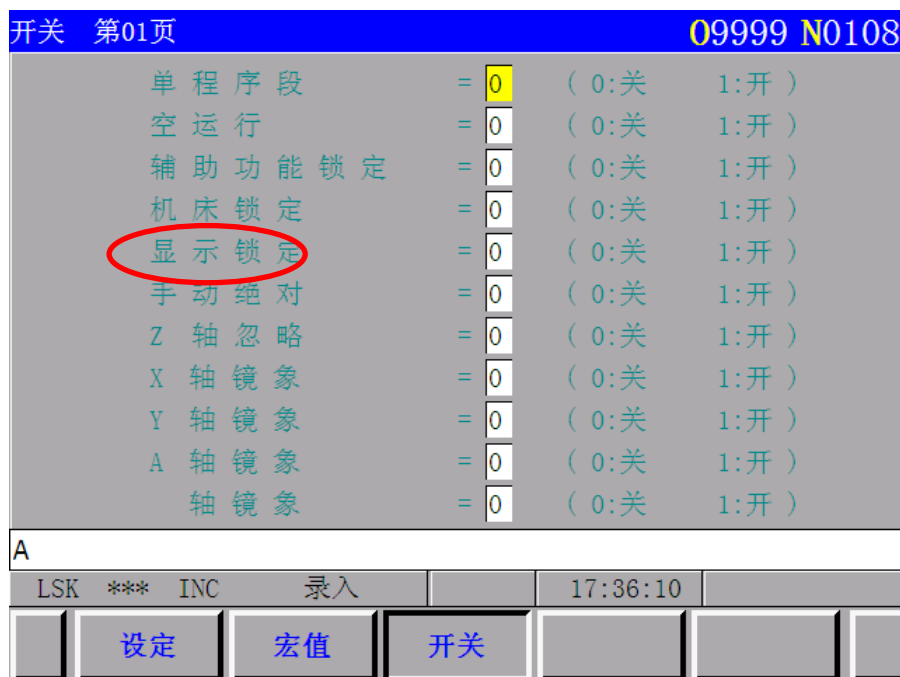 开关 第01页 O9999 N0108
单程序段 = 0 ( 0:关 1:开 )
空运行 = 0 ( 0:关 1:开 )
辅助功能锁定 = 0 ( 0:关 1:开 )
机床锁定 = 0 ( 0:关 1:开 )
显示锁定 = 0 ( 0:关 1:开 )
手动绝对 = 0 ( 0:关 1:开 )
Z 轴忽略 = 0 ( 0:关 1:开 )
X 轴镜象 = 0 ( 0:关 1:开 )
Y 轴镜象 = 0 ( 0:关 1:开 )
A 轴镜象 = 0 ( 0:关 1:开 )
轴镜象 = 0 ( 0:关 1:开 )
A
LSK *** INC 录入 17:36:10
设定 宏值 开关